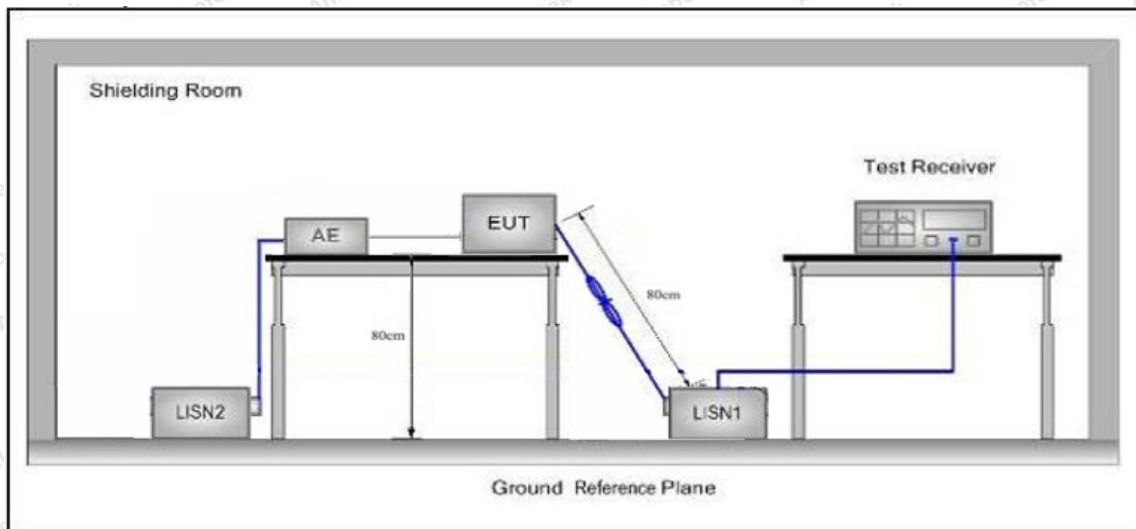 Shielding Room
Test Receiver
EUT
AE
80cm
80cm
LISN2
LISN1
Ground Reference Plane